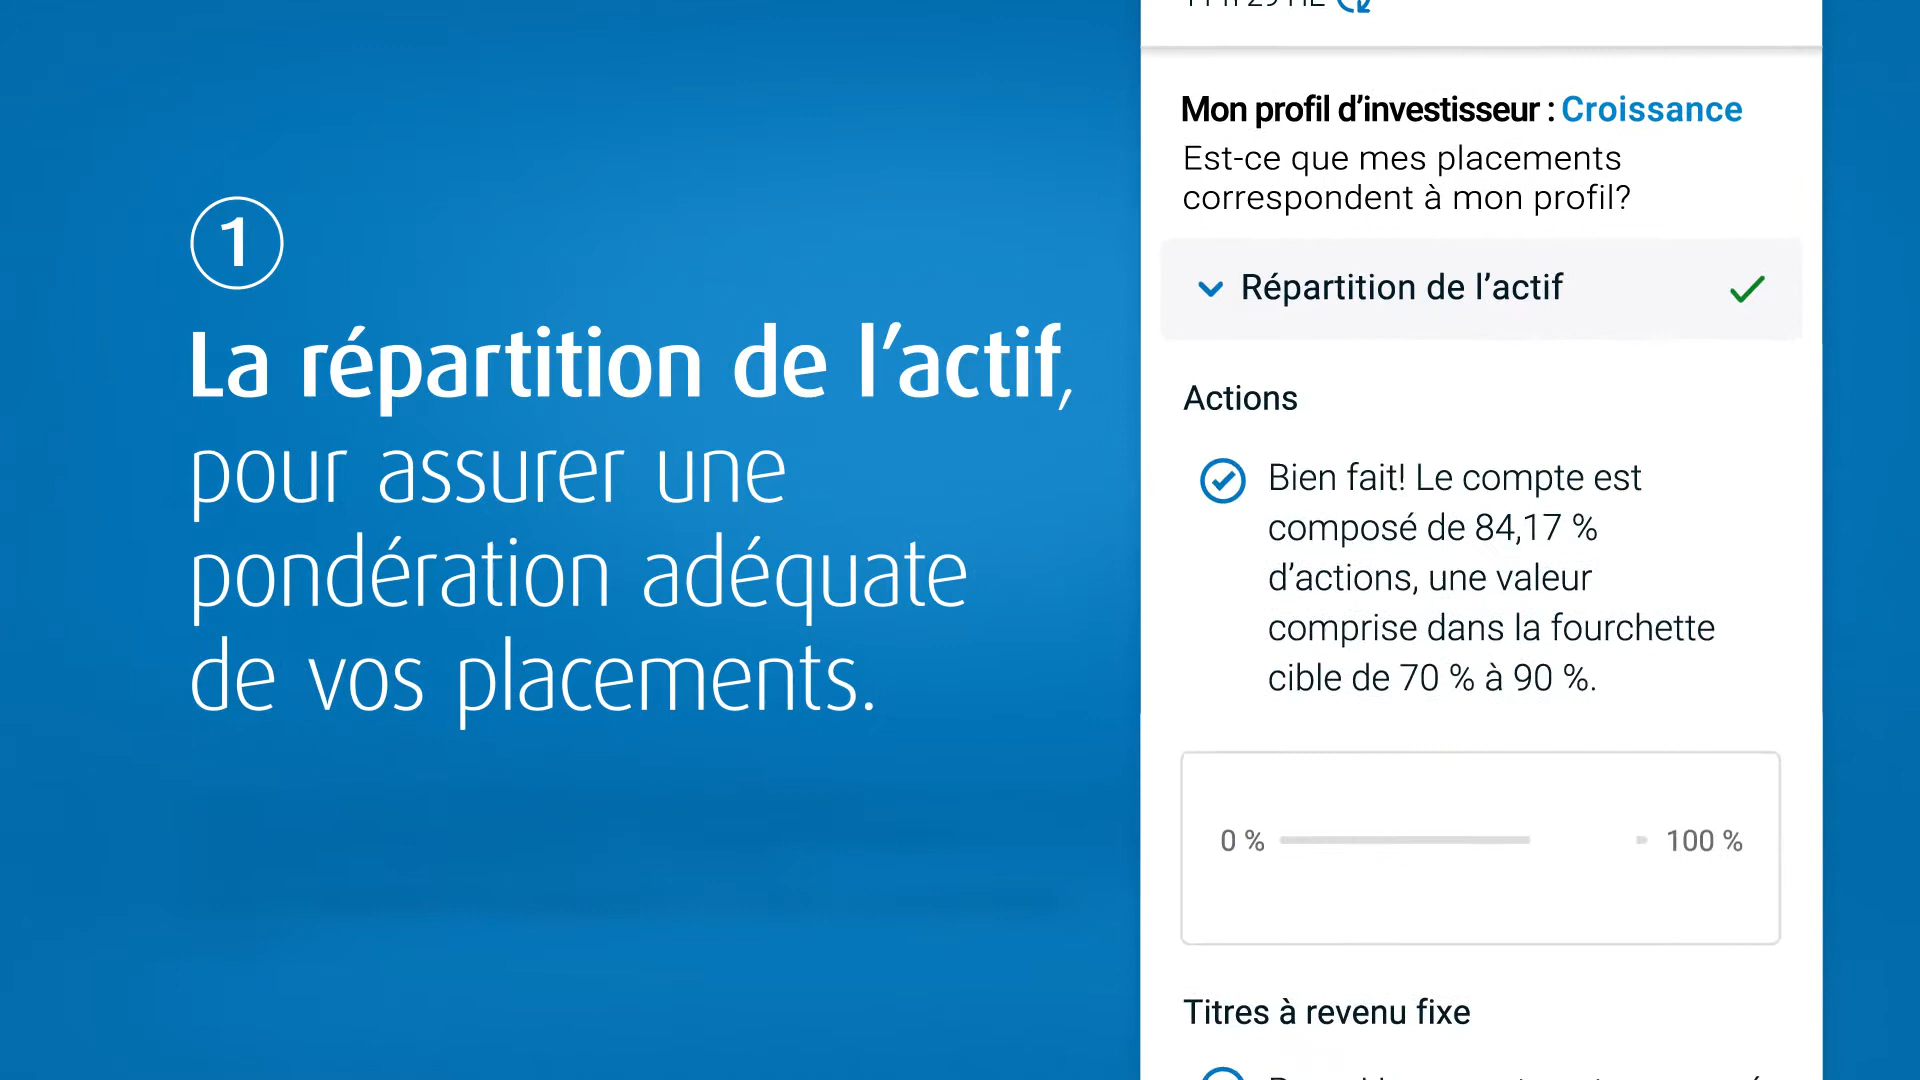 1
La répartition de l’actif,
pour assurer une
pondération adéquate
de vos placements.
Mon profil d’investisseur : Croissance
Est-ce que mes placements
correspondent à mon profil?
Répartition de l’actif
Actions
Bien fait! Le compte est
composé de 84,17 %
d’actions, une valeur
comprise dans la fourchette
cible de 70 % à 90 %.
0 % 100 %
Titres à revenu fixe